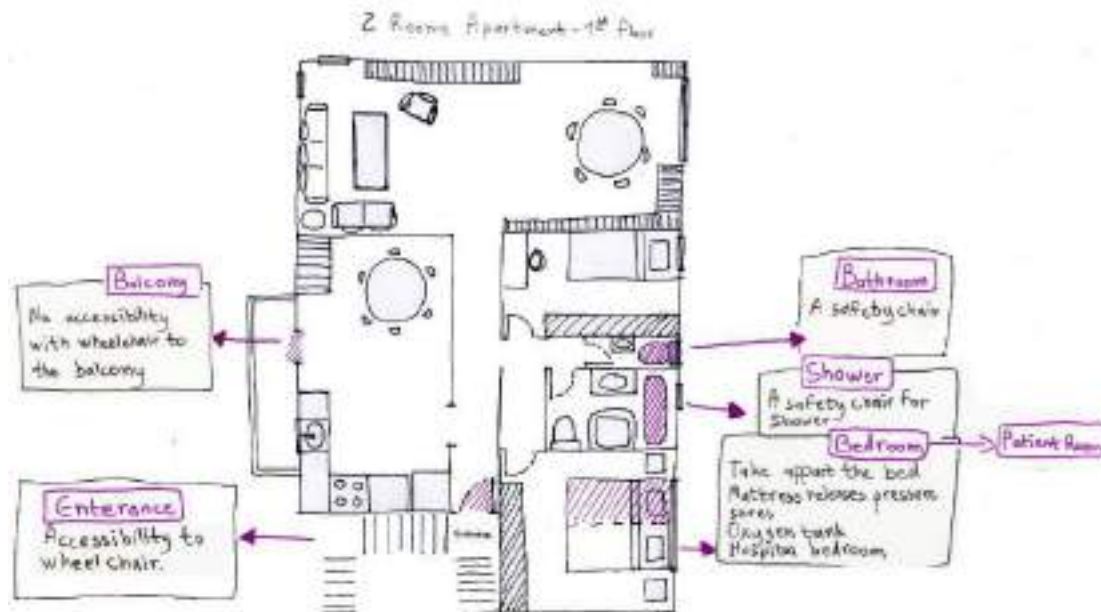 2 Rooms Apartment - 1st floor
Balcony
No accessibility
with wheelchair to
the balcony
Bathroom
A safety chair
Shower
A safety chair for
Shower
Bedroom
Patient Room
Take appart the bed
Mattress releases pressure
sores
Oxygen tank
Hospital bedroom
Enterance
Accessibility to
wheel chair.